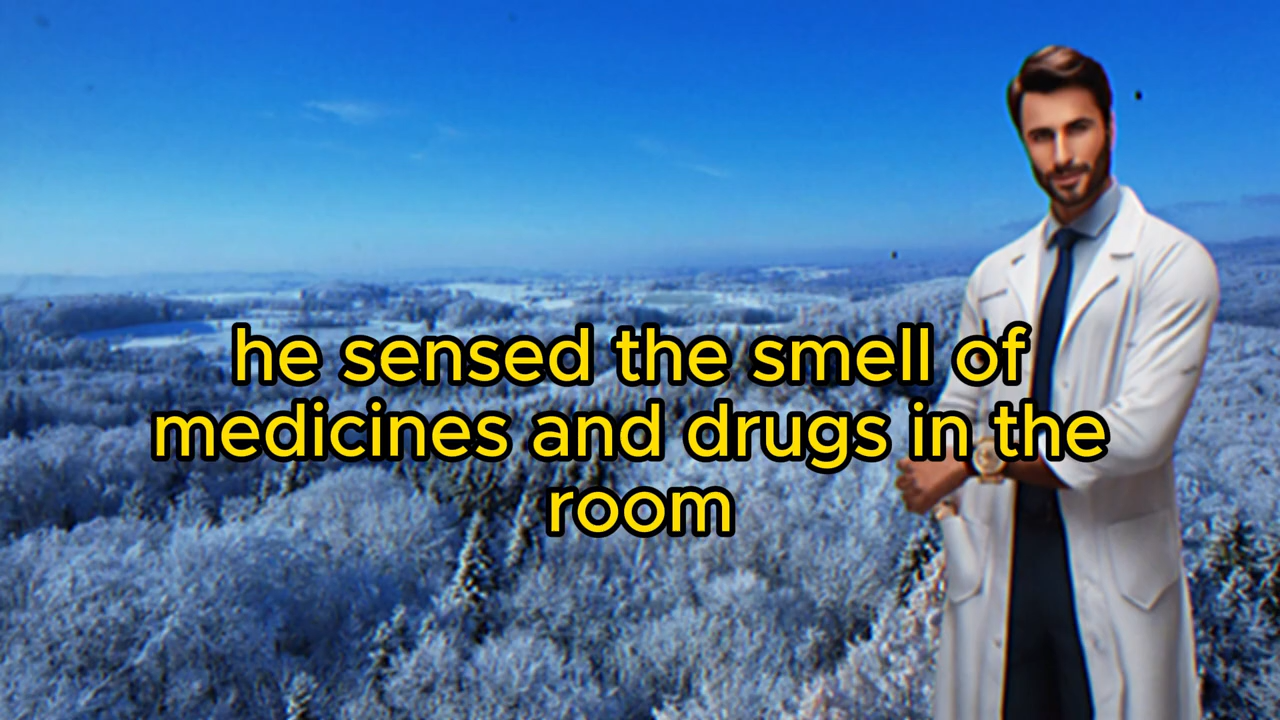 he sensed the smell of
medicines and drugs in the
room